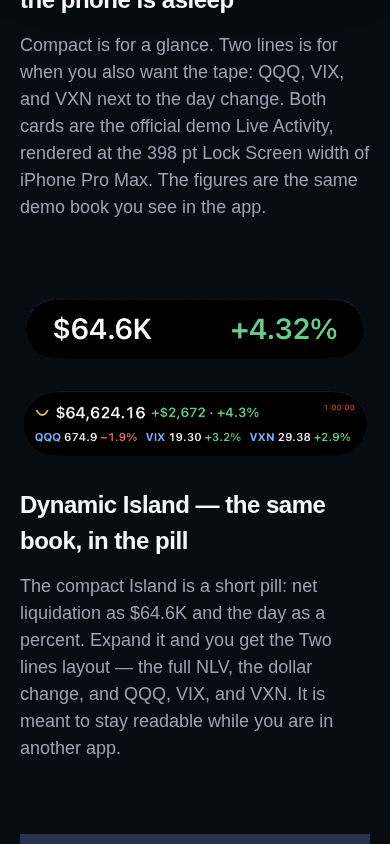 the phone is asleep
Compact is for a glance. Two lines is for
when you also want the tape: QQQ, VIX,
and VXN next to the day change. Both
cards are the official demo Live Activity,
rendered at the 398 pt Lock Screen width of
iPhone Pro Max. The figures are the same
demo book you see in the app.
$64.6K +4.32%
$64,624.16 +$2,672 · +4.3% 1:00:00
QQQ 674.9 −1.9% VIX 19.30 +3.2% VXN 29.38 +2.9%
Dynamic Island — the same
book, in the pill
The compact Island is a short pill: net
liquidation as $64.6K and the day as a
percent. Expand it and you get the Two
lines layout — the full NLV, the dollar
change, and QQQ, VIX, and VXN. It is
meant to stay readable while you are in
another app.